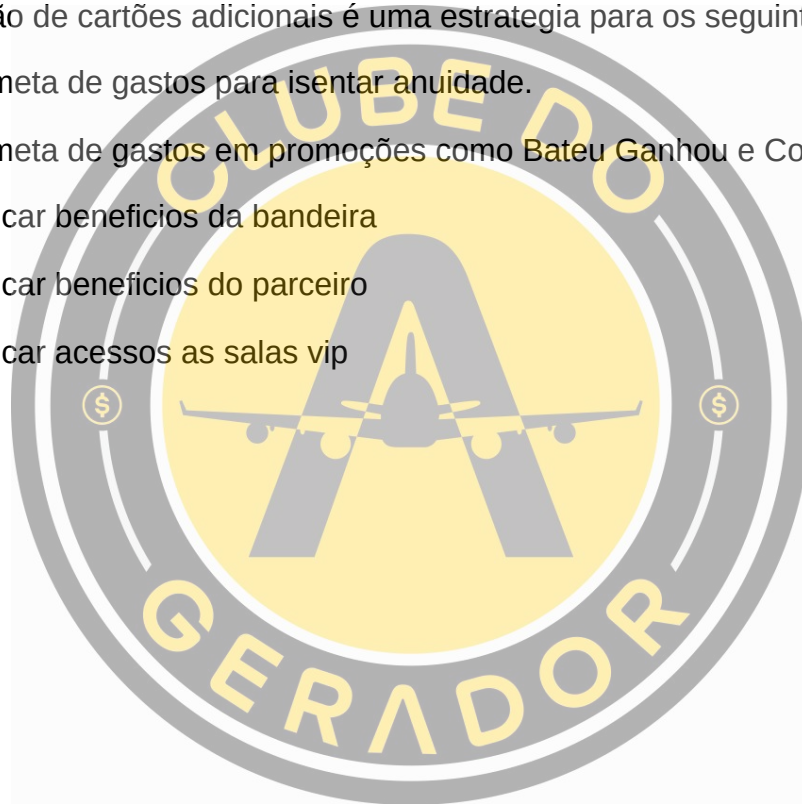 ão de cartões adicionais é uma estrategia para os seguint
meta de gastos para isentar anuidade.
meta de gastos em promoções como Bateu Ganhou e Co
car beneficios da bandeira
car beneficios do parceiro
car acessos as salas vip
CLUBE DO
$ $
GERADOR